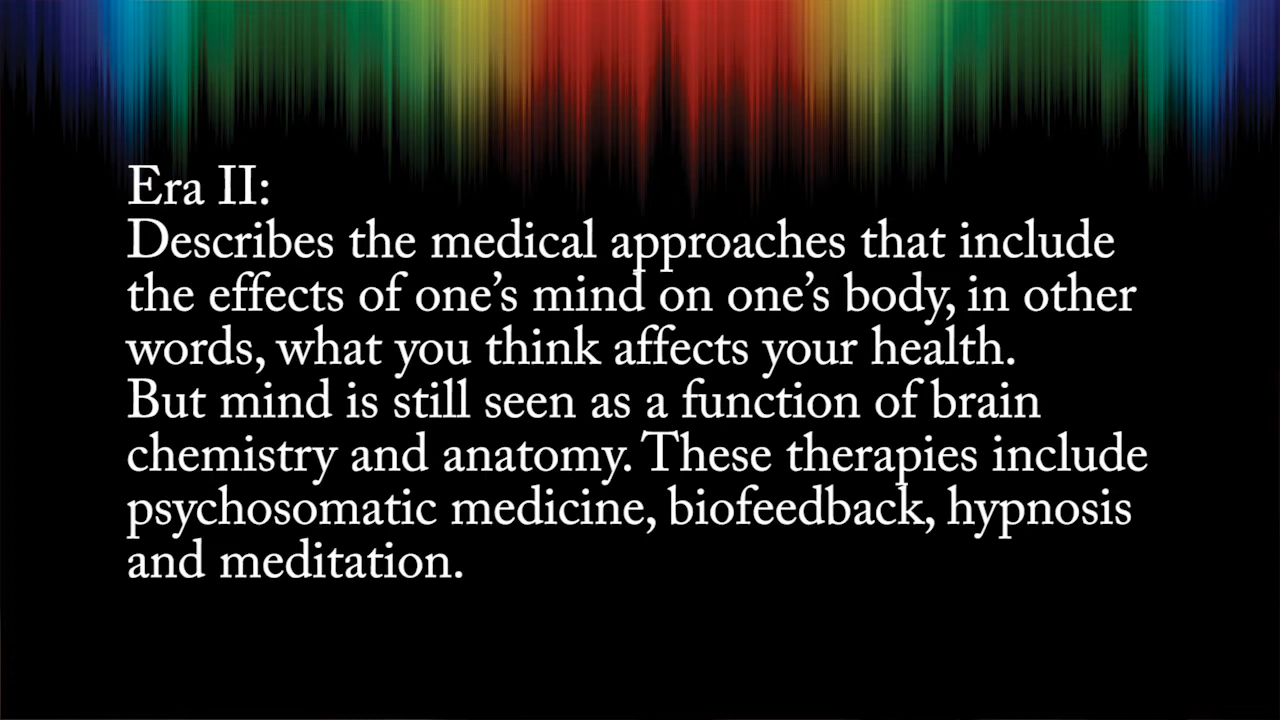 Era II:
Describes the medical approaches that include
the effects of one’s mind on one’s body, in other
words, what you think affects your health.
But mind is still seen as a function of brain
chemistry and anatomy. These therapies include
psychosomatic medicine, biofeedback, hypnosis
and meditation.